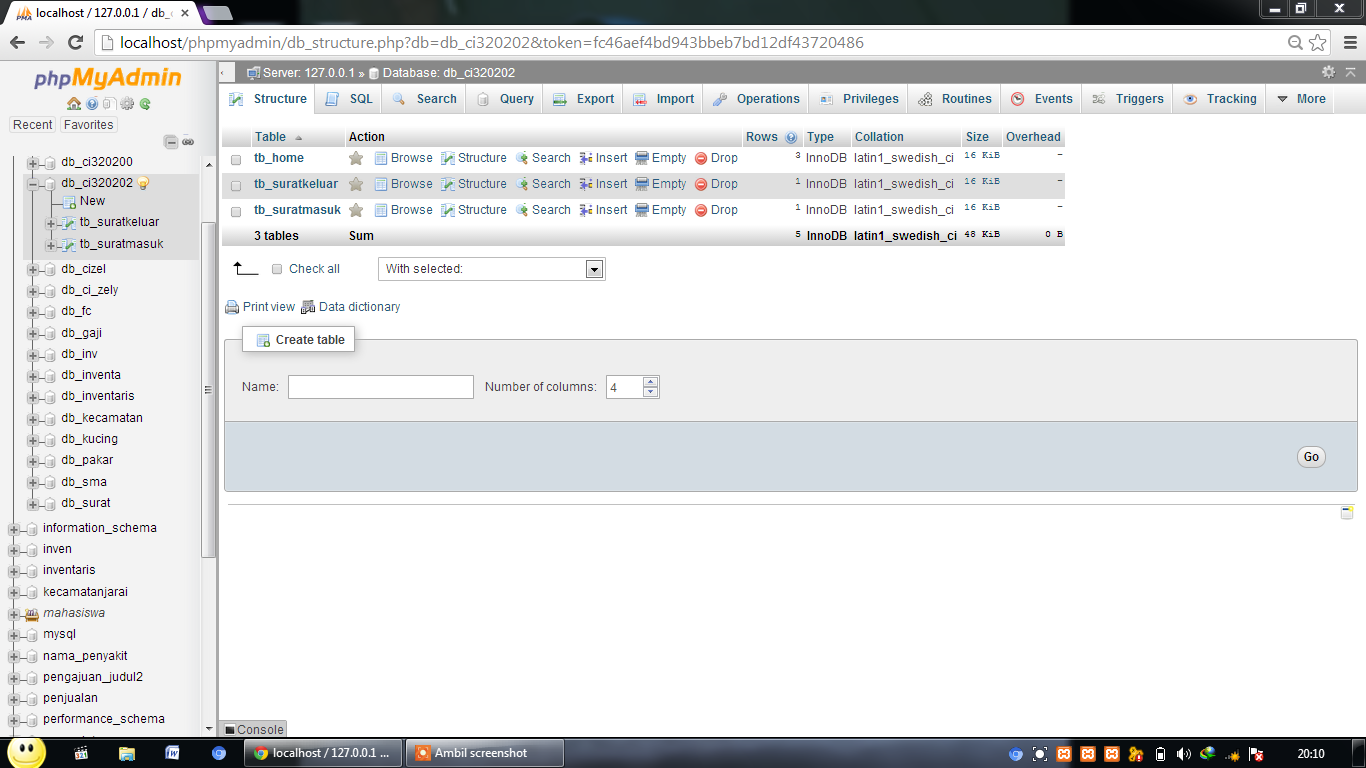 localhost / 127.0.0.1 / db_c
localhost/phpmyadmin/db_structure.php?db=db_ci320202&token=fc46aef4bd943bbeb7bd12df43720486
phpMyAdmin
Recent Favorites
db_ci320200
db_ci320202
New
tb_suratkeluar
tb_suratmasuk
db_cizel
db_ci_zely
db_fc
db_gaji
db_inv
db_inventa
db_inventaris
db_kecamatan
db_kucing
db_pakar
db_sma
db_surat
information_schema
inven
inventaris
kecamatanjarai
mahasiswa
mysql
nama_penyakit
pengajuan_judul2
penjualan
performance_schema
Server: 127.0.0.1 » Database: db_ci320202
Structure SQL Search Query Export Import Operations Privileges Routines Events Triggers Tracking More
Table Action Rows Type Collation Size Overhead
tb_home Browse Structure Search Insert Empty Drop 3 InnoDB latin1_swedish_ci 16 KiB -
tb_suratkeluar Browse Structure Search Insert Empty Drop 1 InnoDB latin1_swedish_ci 16 KiB -
tb_suratmasuk Browse Structure Search Insert Empty Drop 1 InnoDB latin1_swedish_ci 16 KiB -
3 tables Sum 5 InnoDB latin1_swedish_ci 48 KiB 0 B
Check all With selected:
Print view Data dictionary
Create table
Name: Number of columns: 4
Go
Console
localhost / 127.0.0.1 ... Ambil screenshot 20:10